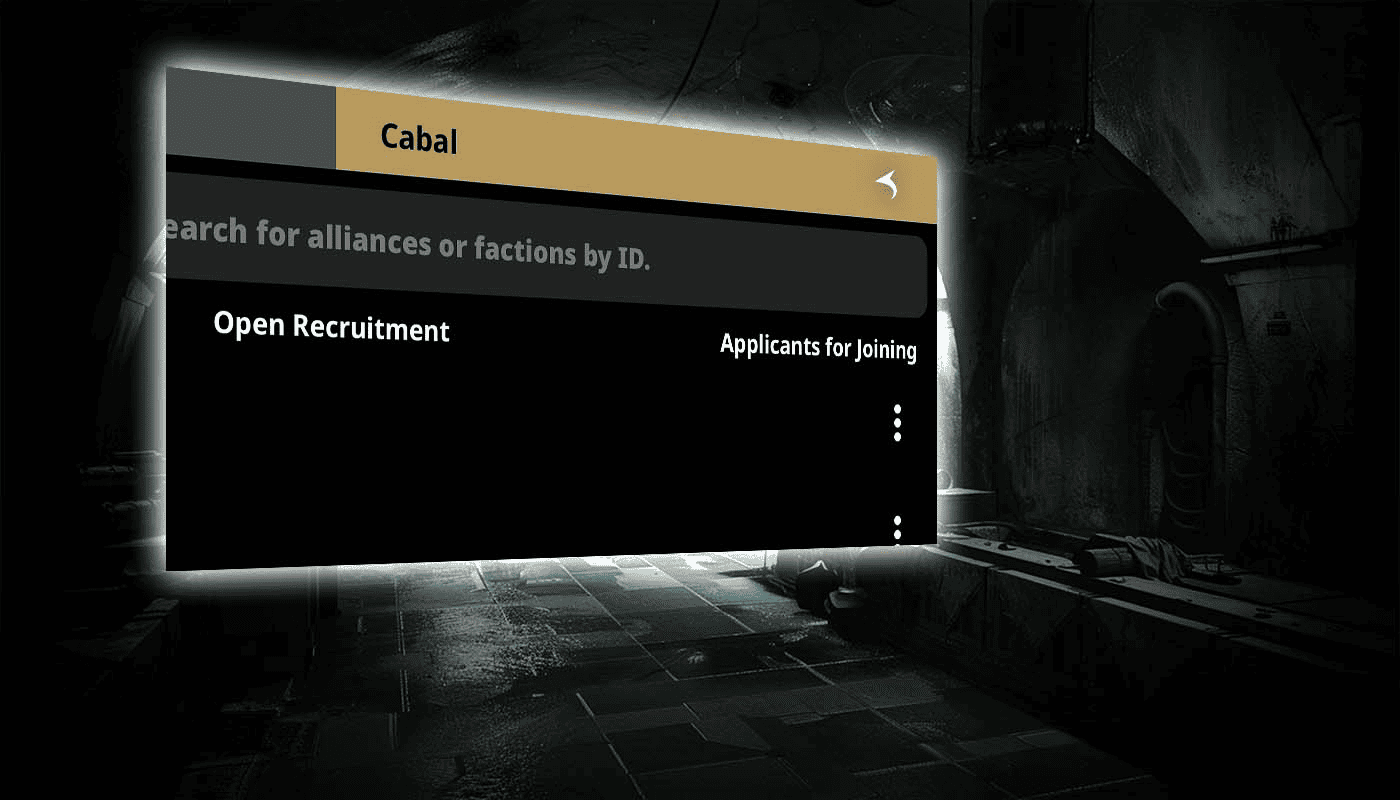 Cabal
earch for alliances or factions by ID.
Open Recruitment
Applicants for Joining